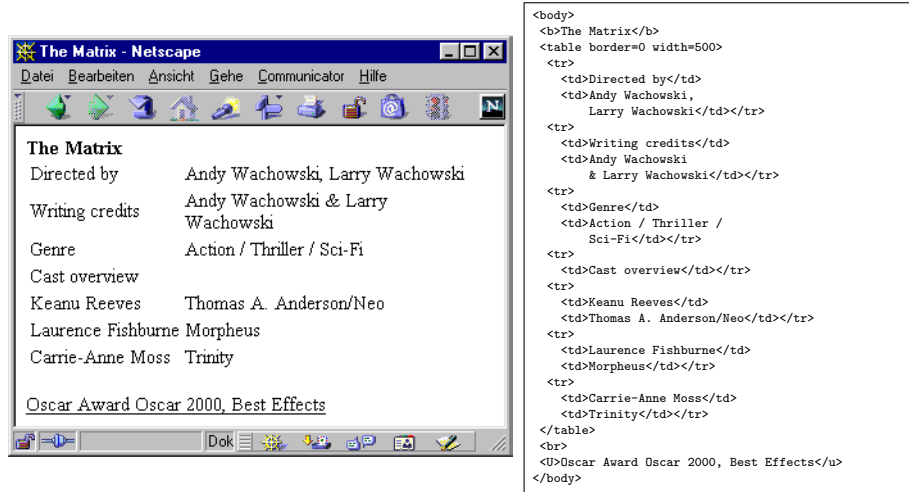 The Matrix - Netscape
Datei Bearbeiten Ansicht Gehe Communicator Hilfe
N
The Matrix
Directed by Andy Wachowski, Larry Wachowski
Writing credits Andy Wachowski & Larry
Wachowski
Genre Action / Thriller / Sci-Fi
Cast overview
Keanu Reeves Thomas A. Anderson/Neo
Laurence Fishburne Morpheus
Carrie-Anne Moss Trinity
Oscar Award Oscar 2000, Best Effects
Dok
<body>
<b>The Matrix</b>
<table border=0 width=500>
<tr>
<td>Directed by</td>
<td>Andy Wachowski,
Larry Wachowski</td></tr>
<tr>
<td>Writing credits</td>
<td>Andy Wachowski
& Larry Wachowski</td></tr>
<tr>
<td>Genre</td>
<td>Action / Thriller /
Sci-Fi</td></tr>
<tr>
<td>Cast overview</td></tr>
<tr>
<td>Keanu Reeves</td>
<td>Thomas A. Anderson/Neo</td></tr>
<tr>
<td>Laurence Fishburne</td>
<td>Morpheus</td></tr>
<tr>
<td>Carrie-Anne Moss</td>
<td>Trinity</td></tr>
</table>
<br>
<U>Oscar Award Oscar 2000, Best Effects</u>
</body>